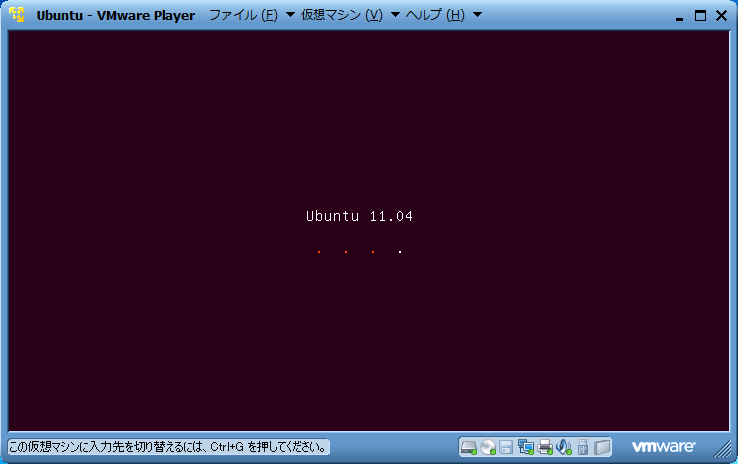 Ubuntu - VMware Player ファイル (F) 仮想マシン (V) ヘルプ (H)
Ubuntu 11.04
この仮想マシンに入力先を切り替えるには、Ctrl+G を押してください。
vmware